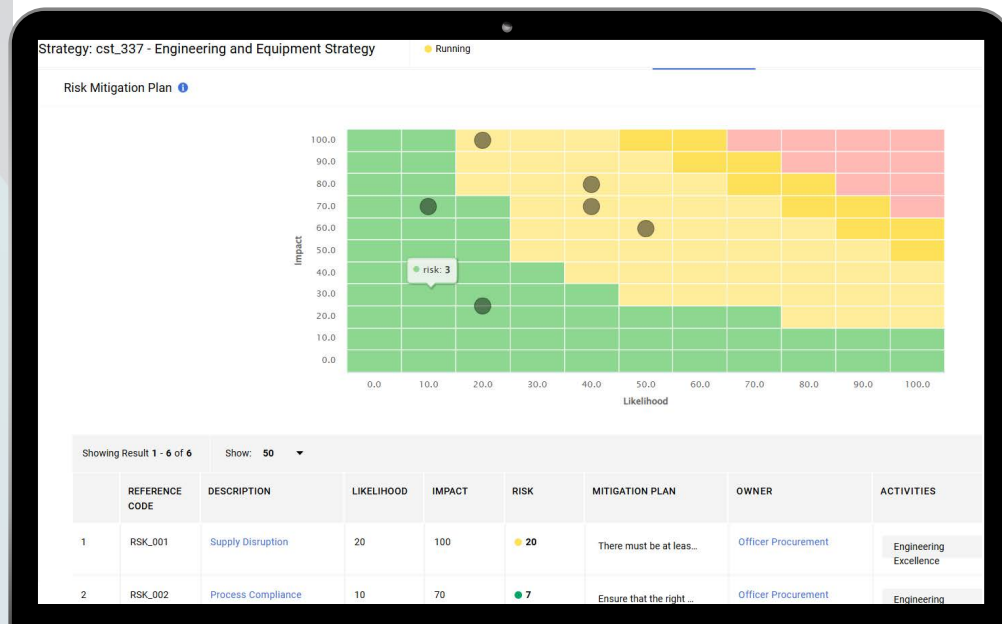 Strategy: cst_337 - Engineering and Equipment Strategy
Running
Risk Mitigation Plan
100.0
90.0
80.0
70.0
60.0
50.0
40.0
30.0
20.0
10.0
0.0
Impact
risk: 3
0.0 10.0 20.0 30.0 40.0 50.0 60.0 70.0 80.0 90.0 100.0
Likelihood
Showing Result 1 - 6 of 6 Show: 50
REFERENCE CODE DESCRIPTION LIKELIHOOD IMPACT RISK MITIGATION PLAN OWNER ACTIVITIES
1 RSK_001 Supply Disruption 20 100 20 There must be at leas... Officer Procurement Engineering Excellence
2 RSK_002 Process Compliance 10 70 7 Ensure that the right ... Officer Procurement Engineering